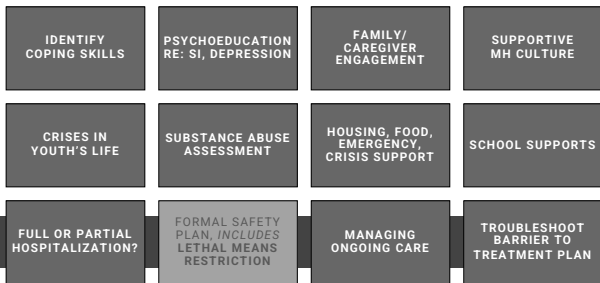 IDENTIFY
COPING SKILLS
PSYCHOEDUCATION
RE: SI, DEPRESSION
FAMILY/
CAREGIVER
ENGAGEMENT
SUPPORTIVE
MH CULTURE
CRISES IN
YOUTH'S LIFE
SUBSTANCE ABUSE
ASSESSMENT
HOUSING, FOOD,
EMERGENCY,
CRISIS SUPPORT
SCHOOL SUPPORTS
FULL OR PARTIAL
HOSPITALIZATION?
FORMAL SAFETY
PLAN, INCLUDES
LETHAL MEANS
RESTRICTION
MANAGING
ONGOING CARE
TROUBLESHOOT
BARRIER TO
TREATMENT PLAN